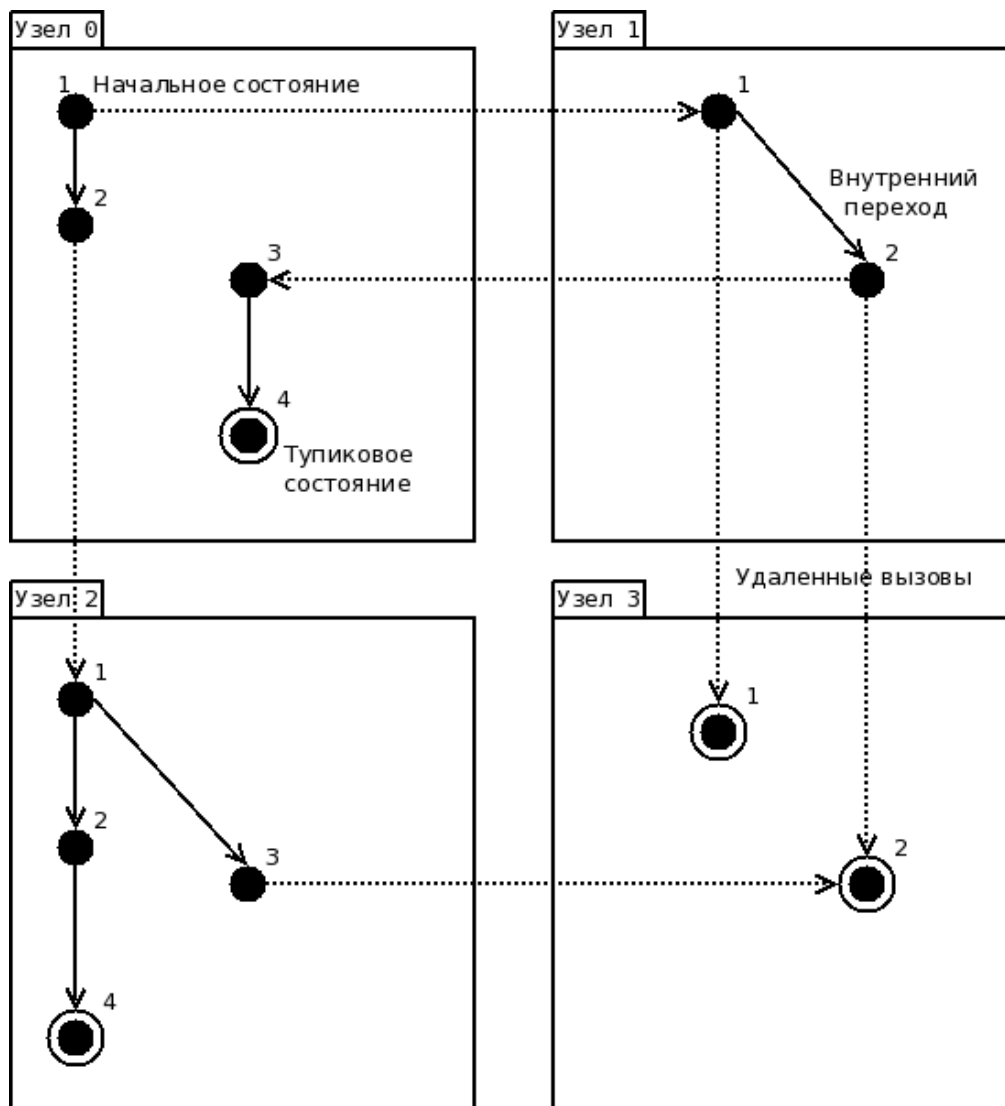 Узел 0
Узел 1
1 Начальное состояние
1
2
Внутренний
переход
3
2
4
Тупиковое
состояние
Удаленные вызовы
Узел 2
Узел 3
1
1
2
3
2
4